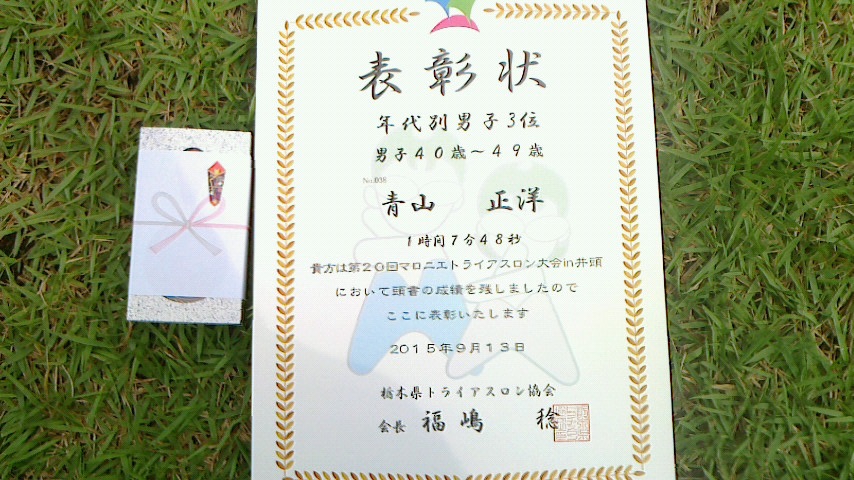 表彰状
年代別男子3位
男子40歳～49歳
No.038
青山 正洋
1時間7分48秒
貴方は第20回マロニエトライアスロン大会in井頭
において頭書の成績を残しましたので
ここに表彰いたします
2015年9月13日
栃木県トライアスロン協会
会長 福嶋 稔